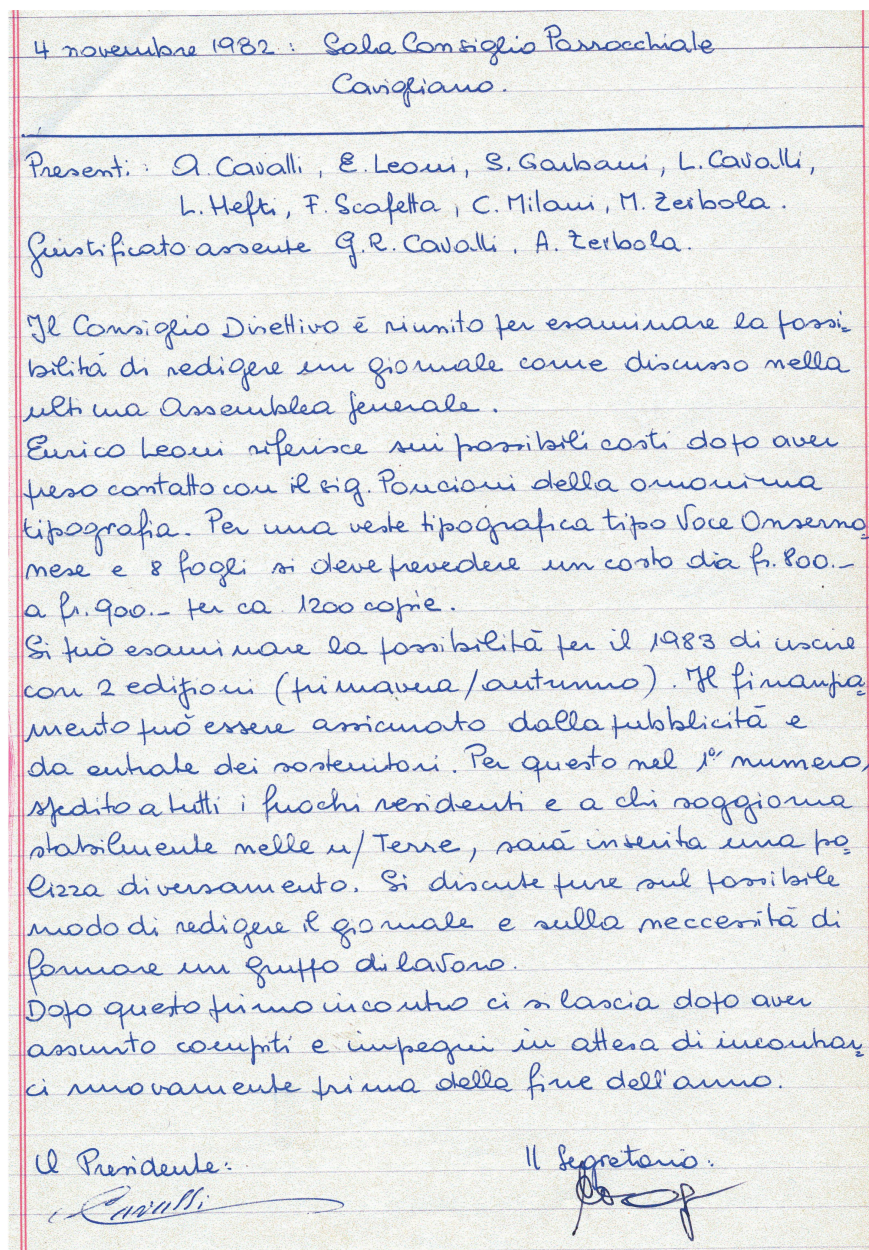 4 novembre 1982 : Sala Consiglio Parrocchiale
Cavigliano.
Presenti : A. Cavalli, E. Leoni, S. Garbani, L. Cavalli,
L. Hefti, F. Scafetta, C. Milani, M. Zerbola.
Giustificato assente G.R. Cavalli, A. Zerbola.
Il Consiglio Direttivo è riunito per esaminare la possi=
bilità di redigere un giornale come discusso nella
ultima Assemblea generale.
Enrico Leoni riferisce sui possibili costi dopo aver
preso contatto con il sig. Poncioni della omonima
tipografia. Per una veste tipografica tipo Voce Onserno=
nese e 8 fogli si deve prevedere un costo dia fr. 800.-
a fr. 900.- per ca 1200 copie.
Si può esaminare la possibilità per il 1983 di uscire
con 2 edizioni (primavera/autunno). Il finanzia=
mento può essere assicurato dalla pubblicità e
da entrate dei sostenitori. Per questo nel 1° numero,
spedito a tutti i fuochi residenti e a chi soggiorna
stabilmente nelle n/ Terre, sarà inserita una po=
lizza di versamento. Si discute pure sul possibile
modo di redigere il giornale e sulla neccessità di
formare un gruppo di lavoro.
Dopo questo primo incontro ci si lascia dopo aver
assunto compiti e impegni in attesa di incontrar=
ci nuovamente prima della fine dell'anno.
Il Presidente:
Il Segretario:
Cavalli